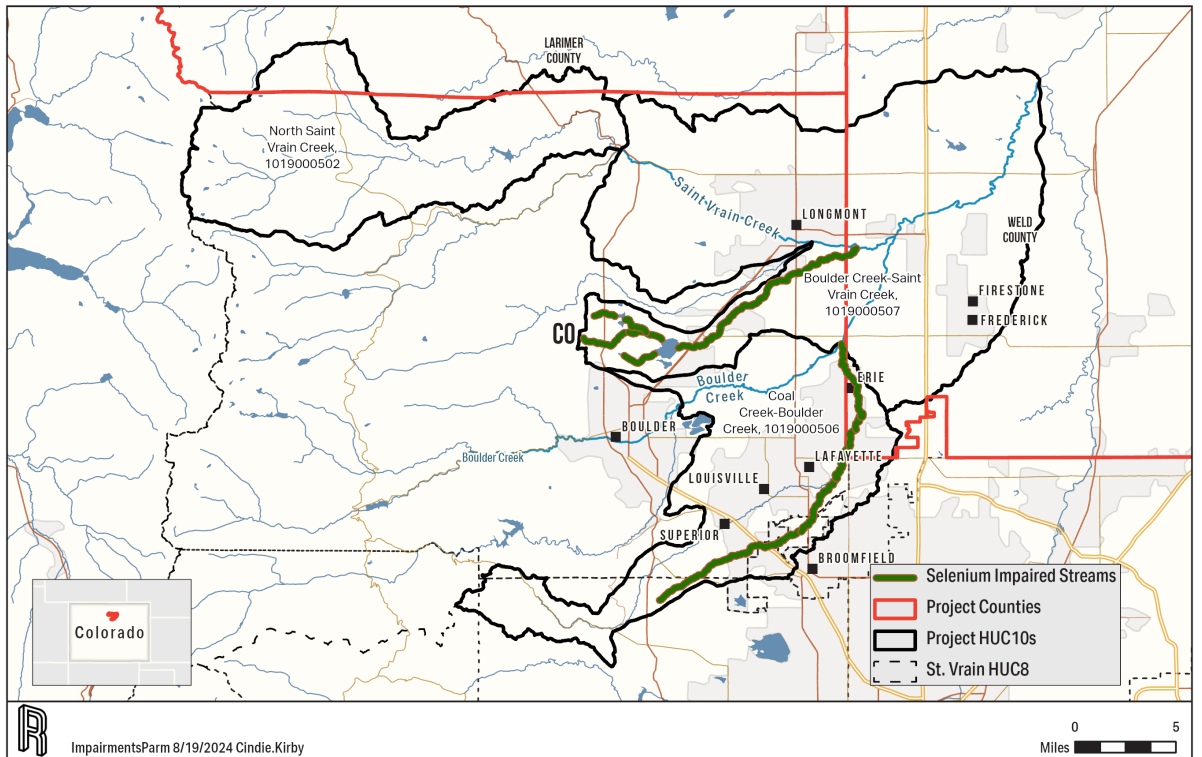 LARIMER
COUNTY
North Saint
Vrain Creek,
1019000502
Saint Vrain Creek
LONGMONT
WELD
COUNTY
Boulder Creek-Saint
Vrain Creek,
1019000507
FIRESTONE
FREDERICK
CO
Boulder
Creek
ERIE
Coal
Creek-Boulder
Creek, 1019000506
BOULDER
Boulder Creek
LAFAYETTE
LOUISVILLE
SUPERIOR
BROOMFIELD
Selenium Impaired Streams
Project Counties
Project HUC10s
St. Vrain HUC8
Colorado
R
ImpairmentsParm 8/19/2024 Cindie.Kirby
0 5
Miles